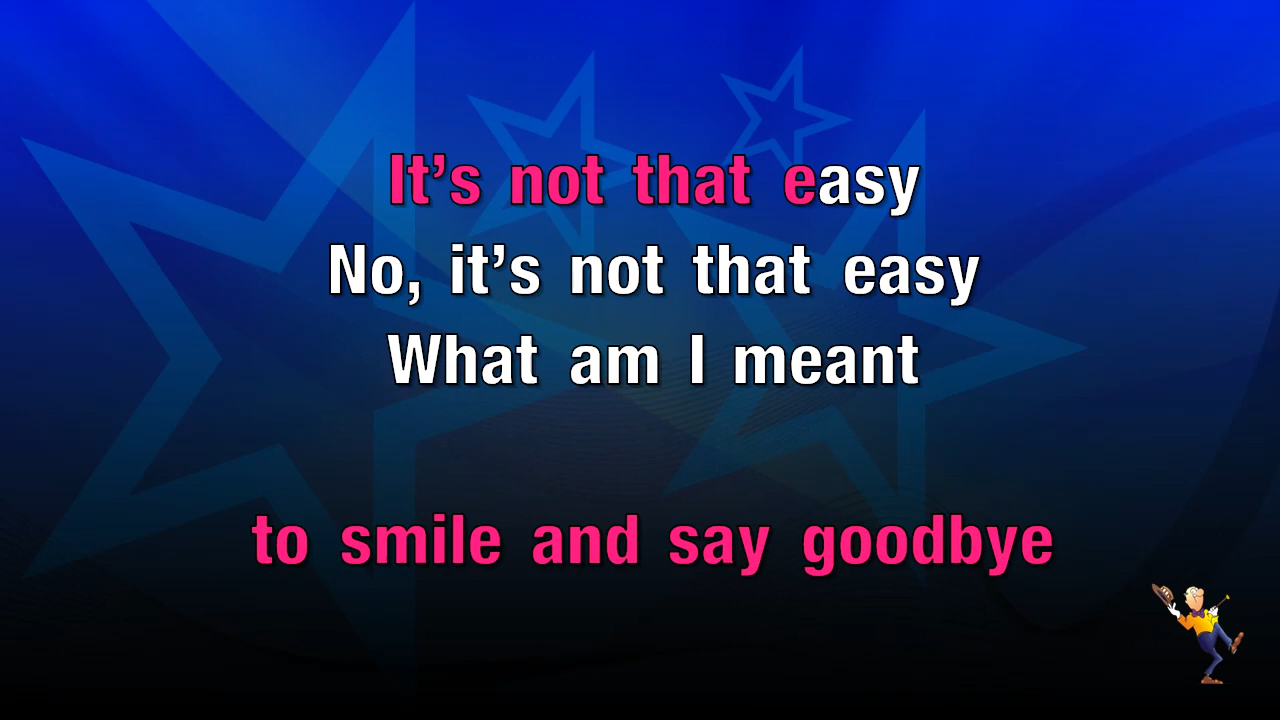 It’s not that easy
No, it’s not that easy
What am I meant
to smile and say goodbye